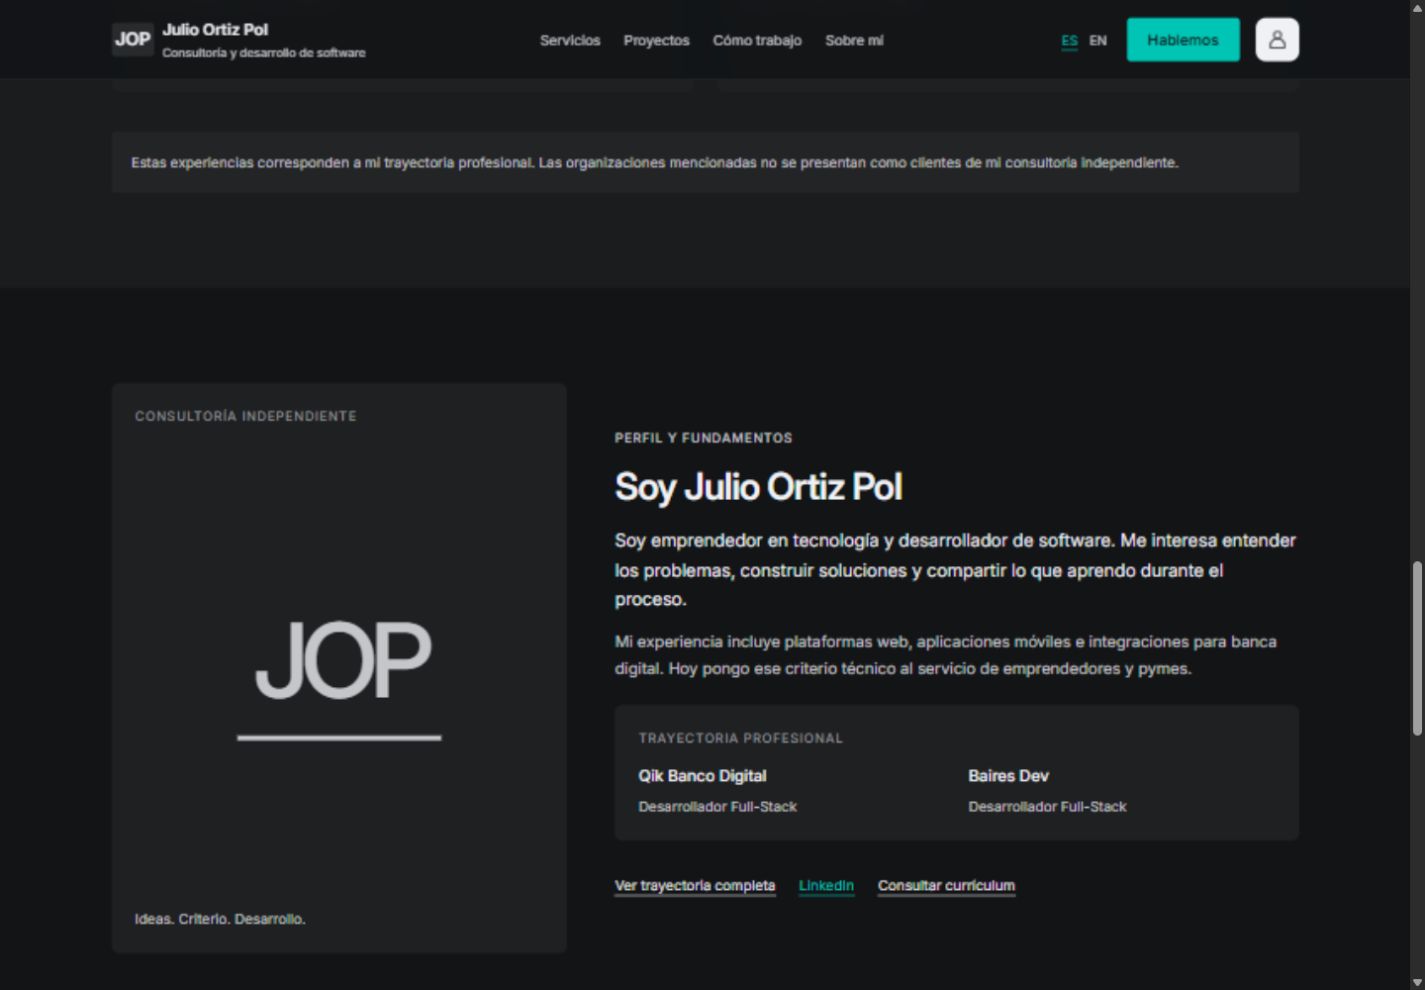 JOP
Julio Ortiz Pol
Consultoría y desarrollo de software
Servicios
Proyectos
Cómo trabajo
Sobre mí
ES
EN
Hablemos
Estas experiencias corresponden a mi trayectoria profesional. Las organizaciones mencionadas no se presentan como clientes de mi consultoría independiente.
CONSULTORÍA INDEPENDIENTE
JOP
Ideas. Criterio. Desarrollo.
PERFIL Y FUNDAMENTOS
Soy Julio Ortiz Pol
Soy emprendedor en tecnología y desarrollador de software. Me interesa entender
los problemas, construir soluciones y compartir lo que aprendo durante el
proceso.
Mi experiencia incluye plataformas web, aplicaciones móviles e integraciones para banca
digital. Hoy pongo ese criterio técnico al servicio de emprendedores y pymes.
TRAYECTORIA PROFESIONAL
Qik Banco Digital
Desarrollador Full-Stack
Baires Dev
Desarrollador Full-Stack
Ver trayectoria completa
LinkedIn
Consultar currículum